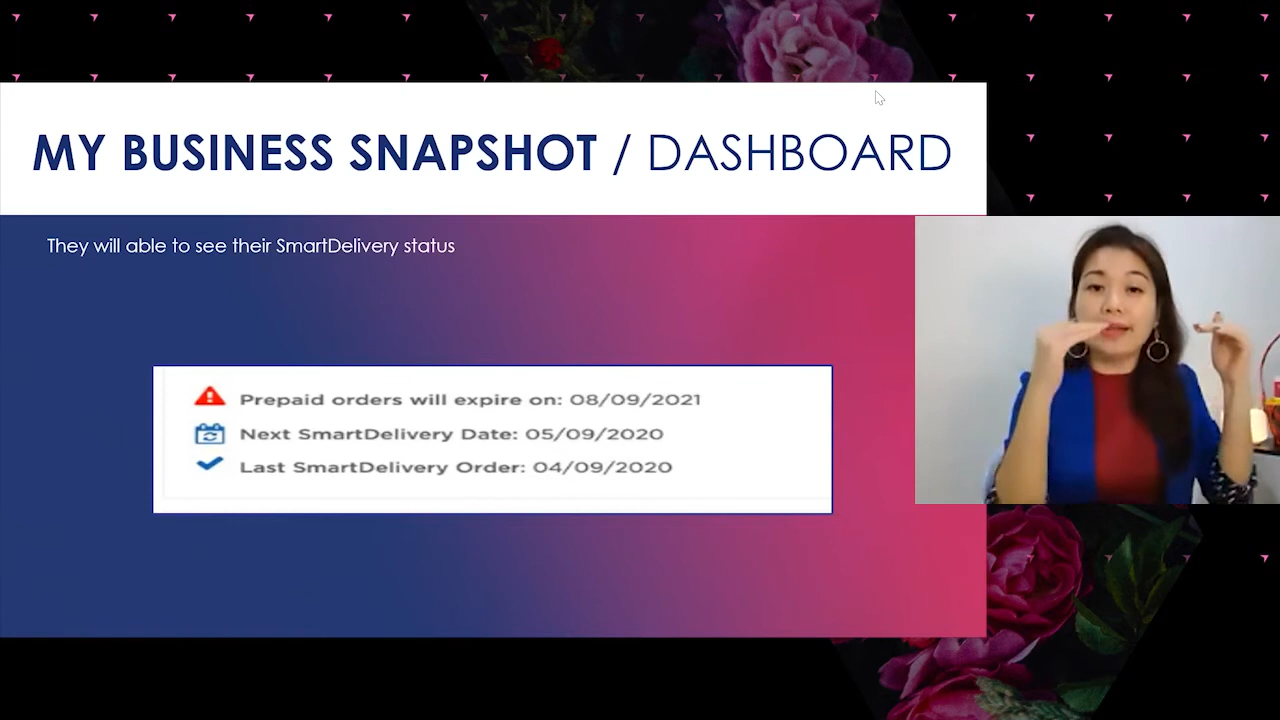 MY BUSINESS SNAPSHOT / DASHBOARD
They will able to see their SmartDelivery status
Prepaid orders will expire on: 08/09/2021
Next SmartDelivery Date: 05/09/2020
Last SmartDelivery Order: 04/09/2020